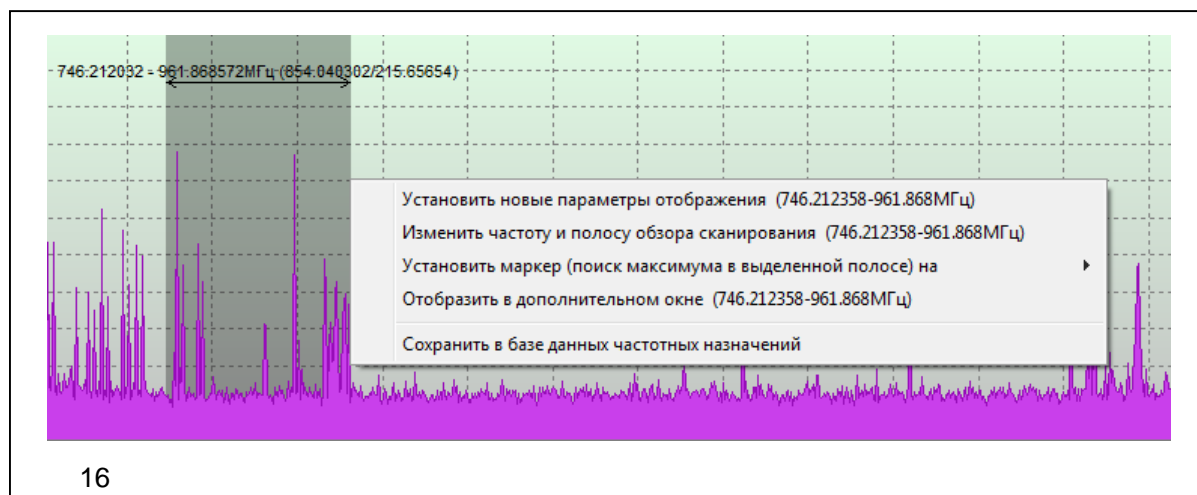 746.212032 - 961.868572МГц (854.040302/215.65654)
Установить новые параметры отображения (746.212358-961.868МГц)
Изменить частоту и полосу обзора сканирования (746.212358-961.868МГц)
Установить маркер (поиск максимума в выделенной полосе) на
Отобразить в дополнительном окне (746.212358-961.868МГц)
Сохранить в базе данных частотных назначений
16